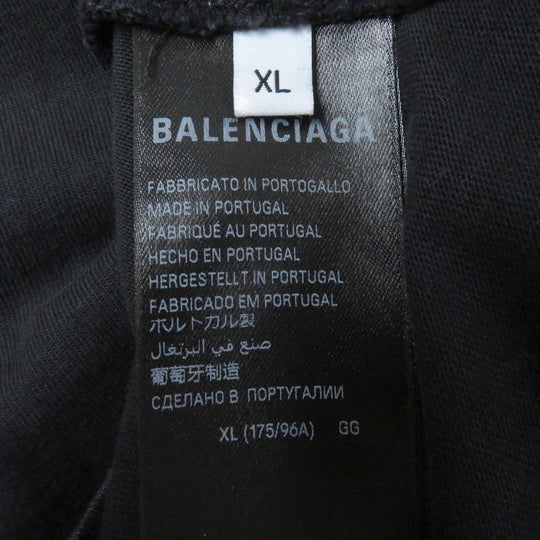 XL
BALENCIAGA
FABBRICATO IN PORTOGALLO
MADE IN PORTUGAL
FABRIQUÉ AU PORTUGAL
HECHO EN PORTUGAL
HERGESTELLT IN PORTUGAL
FABRICADO EM PORTUGAL
ポルトガル製
صنع في البرتغال
葡萄牙制造
СДЕЛАНО В ПОРТУГАЛИИ
XL (175/96A) GG